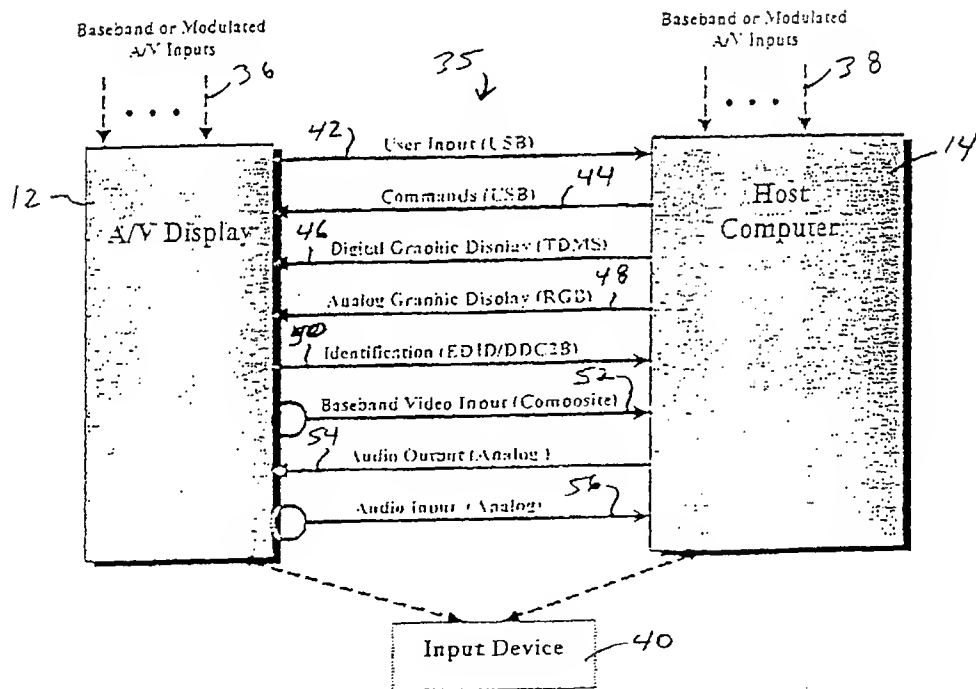 Baseband or Modulated
A/V Inputs
36
35
Baseband or Modulated
A/V Inputs
38
12
A/V Display
14
Host
Computer
42
User Input (USB)
Commands (USB)
44
46
Digital Graphic Display (TDMS)
Analog Graphic Display (RGB)
48
50
Identification (EDID/DDC2B)
52
Baseband Video Input (Composite)
54
Audio Output (Analog)
56
Audio Input (Analog)
Input Device
40